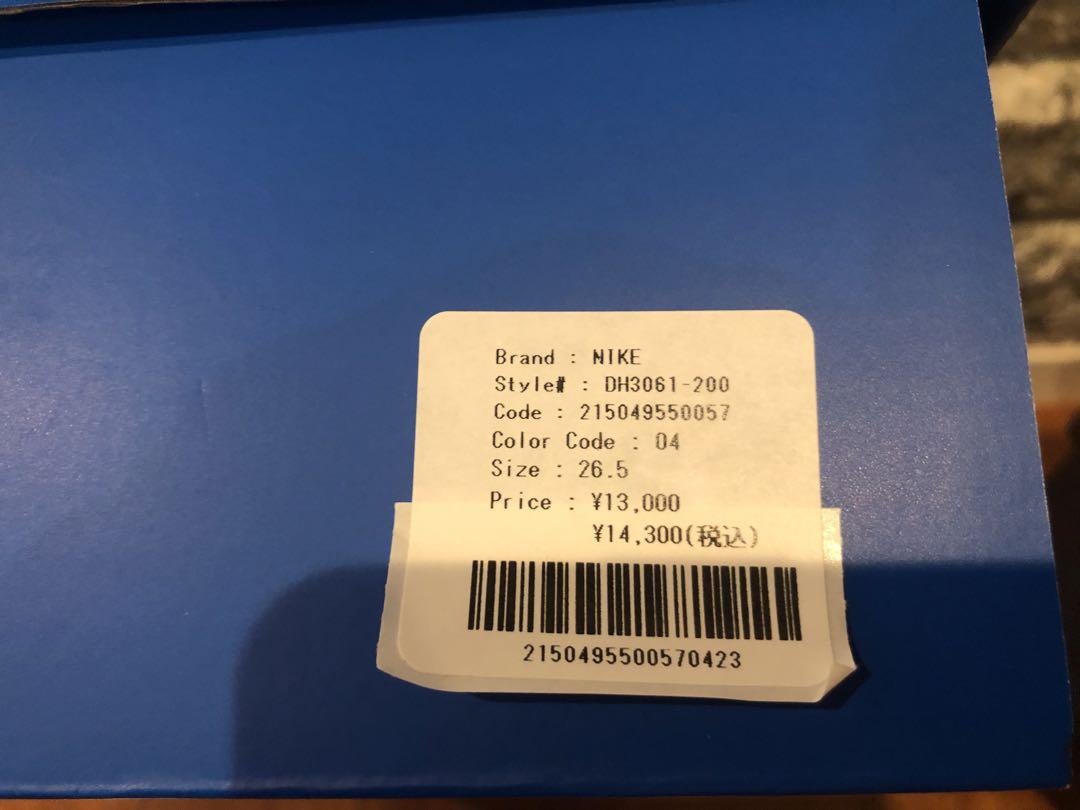 Brand : NIKE
Style# : DH3061-200
Code : 215049550057
Color Code : 04
Size : 26.5
Price : ¥13,000
¥14,300(税込)
2150495500570423